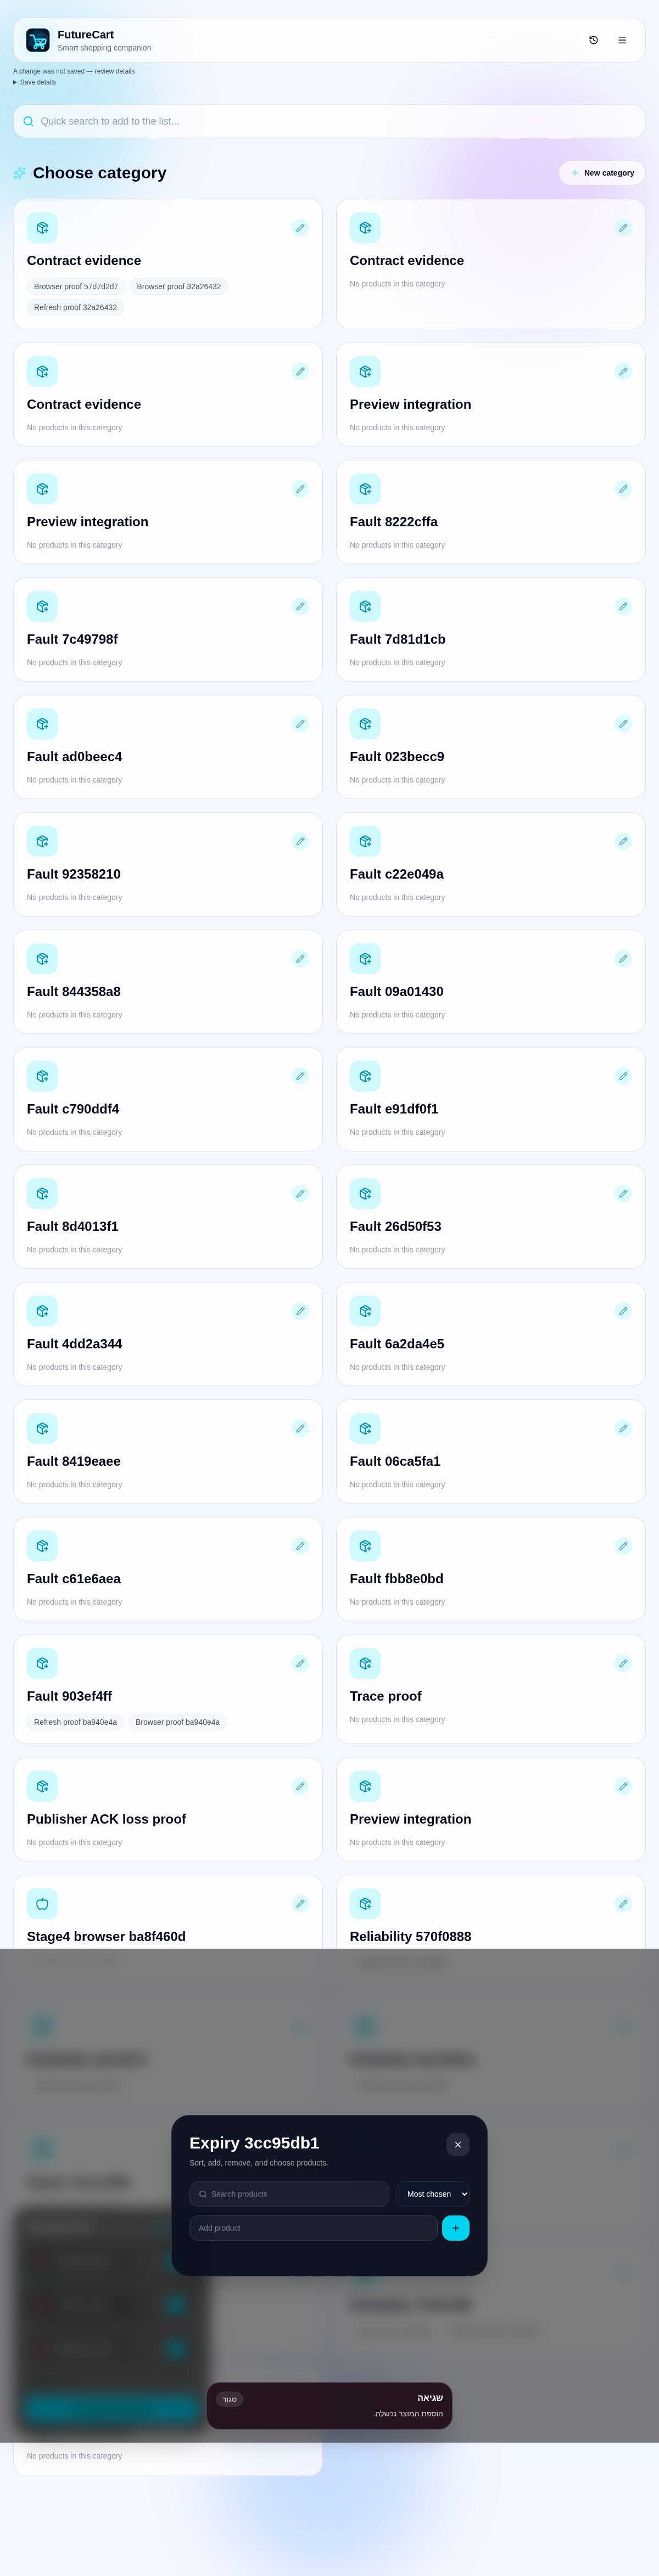 FutureCart
Smart shopping companion
A change was not saved — review details
Save details
Quick search to add to the list...
Choose category
New category
Contract evidence
Browser proof 57d7d2d7
Browser proof 32a26432
Refresh proof 32a26432
Contract evidence
No products in this category
Contract evidence
No products in this category
Preview integration
No products in this category
Preview integration
No products in this category
Fault 8222cffa
No products in this category
Fault 7c49798f
No products in this category
Fault 7d81d1cb
No products in this category
Fault ad0beec4
No products in this category
Fault 023becc9
No products in this category
Fault 92358210
No products in this category
Fault c22e049a
No products in this category
Fault 844358a8
No products in this category
Fault 09a01430
No products in this category
Fault c790ddf4
No products in this category
Fault e91df0f1
No products in this category
Fault 8d4013f1
No products in this category
Fault 26d50f53
No products in this category
Fault 4dd2a344
No products in this category
Fault 6a2da4e5
No products in this category
Fault 8419eaee
No products in this category
Fault 06ca5fa1
No products in this category
Fault c61e6aea
No products in this category
Fault fbb8e0bd
No products in this category
Fault 903ef4ff
Refresh proof ba940e4a
Browser proof ba940e4a
Trace proof
No products in this category
Publisher ACK loss proof
No products in this category
Preview integration
No products in this category
Stage4 browser ba8f460d
Reliability 570f0888
Expiry 3cc95db1
Sort, add, remove, and choose products.
Search products
Most chosen
Add product
שגיאה
הוספת המוצר נכשלה.
סגור
No products in this category